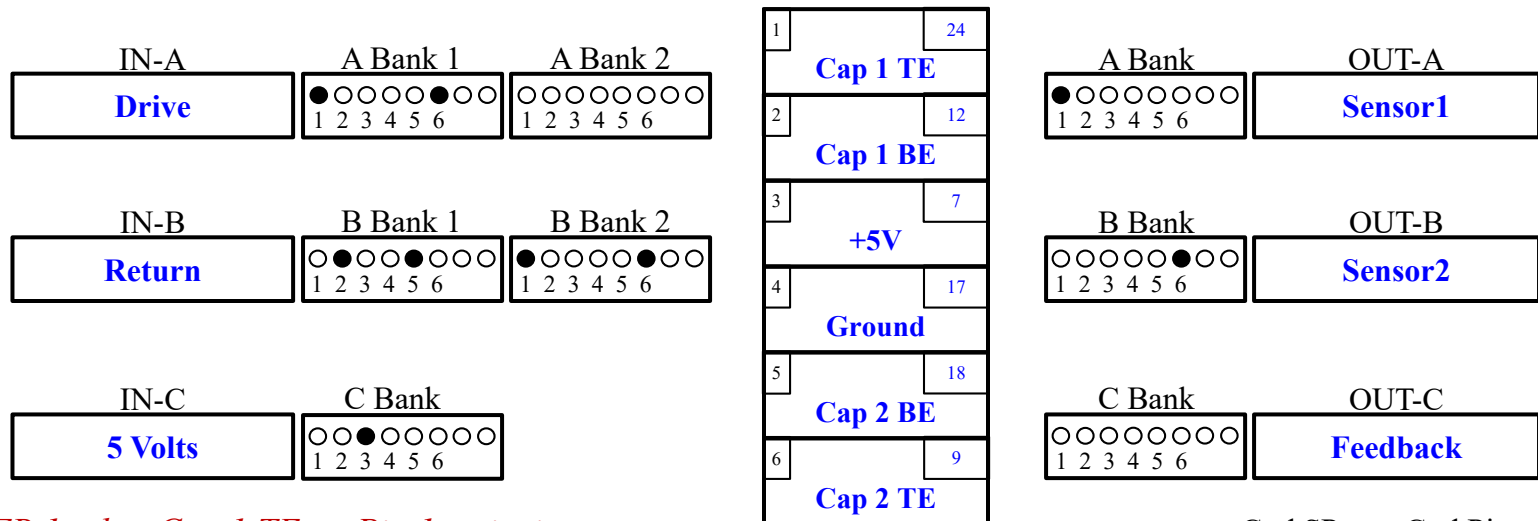 IN-A A Bank 1 A Bank 2
Drive
1 2 3 4 5 6
1 2 3 4 5 6
IN-B B Bank 1 B Bank 2
Return
1 2 3 4 5 6
1 2 3 4 5 6
IN-C C Bank
5 Volts
1 2 3 4 5 6
1 24
Cap 1 TE
2 12
Cap 1 BE
3 7
+5V
4 17
Ground
5 18
Cap 2 BE
6 9
Cap 2 TE
A Bank OUT-A
1 2 3 4 5 6
Sensor1
B Bank OUT-B
1 2 3 4 5 6
Sensor2
C Bank OUT-C
1 2 3 4 5 6
Feedback